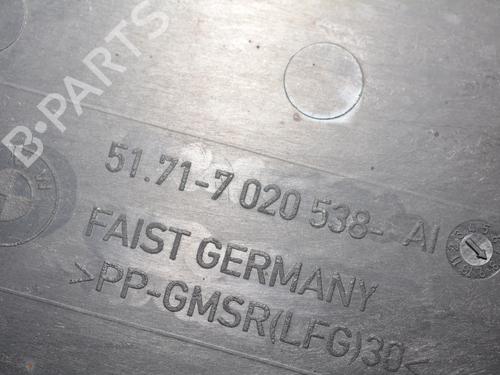 B-PARTS
51.71-7 020 538- AI
FAIST GERMANY
>PP-GMSR(LFG)30<